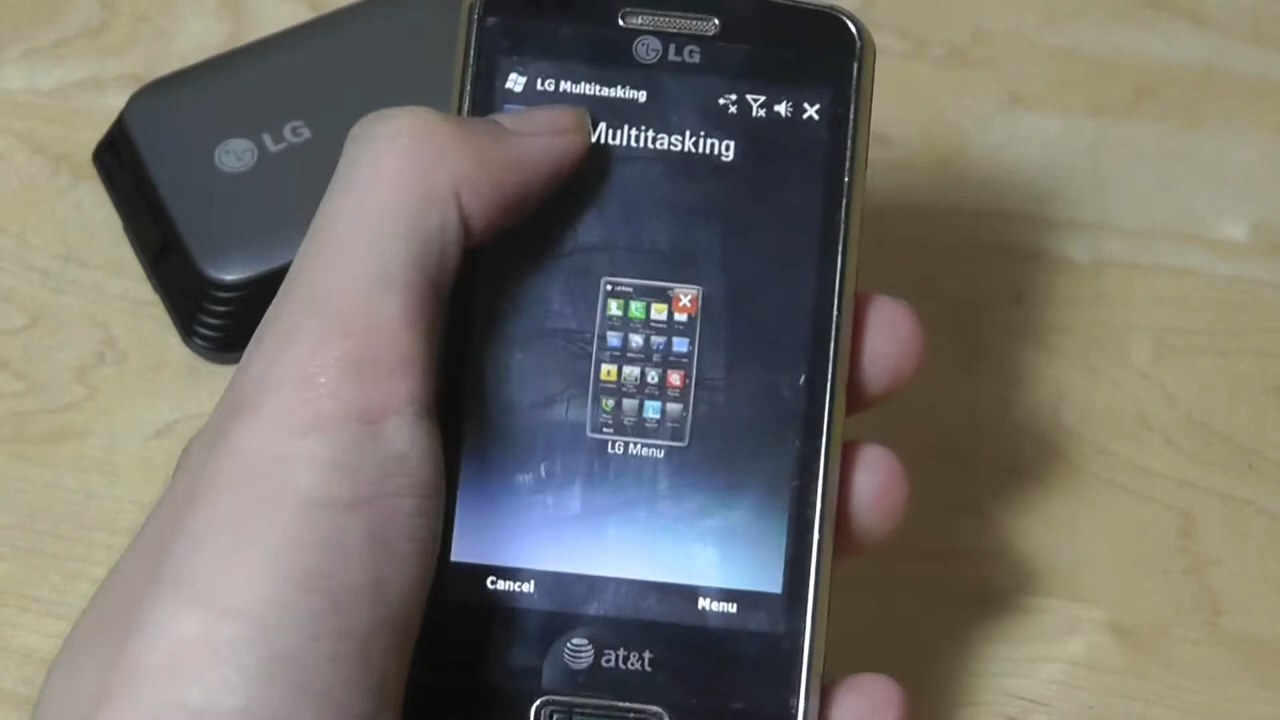 LG
LG
LG Multitasking
Multitasking
LG Menu
Cancel
Menu
at&t